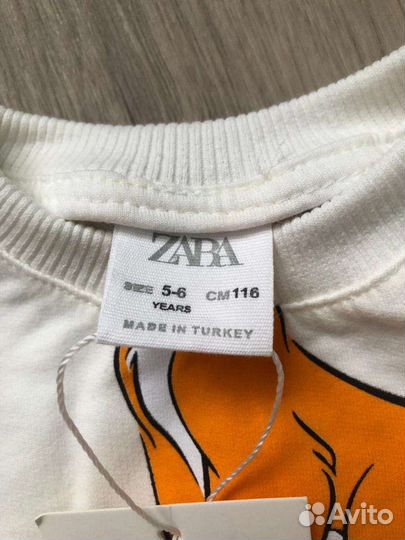 ZARA
SIZE 5-6 CM 116
YEARS
MADE IN TURKEY
Avito